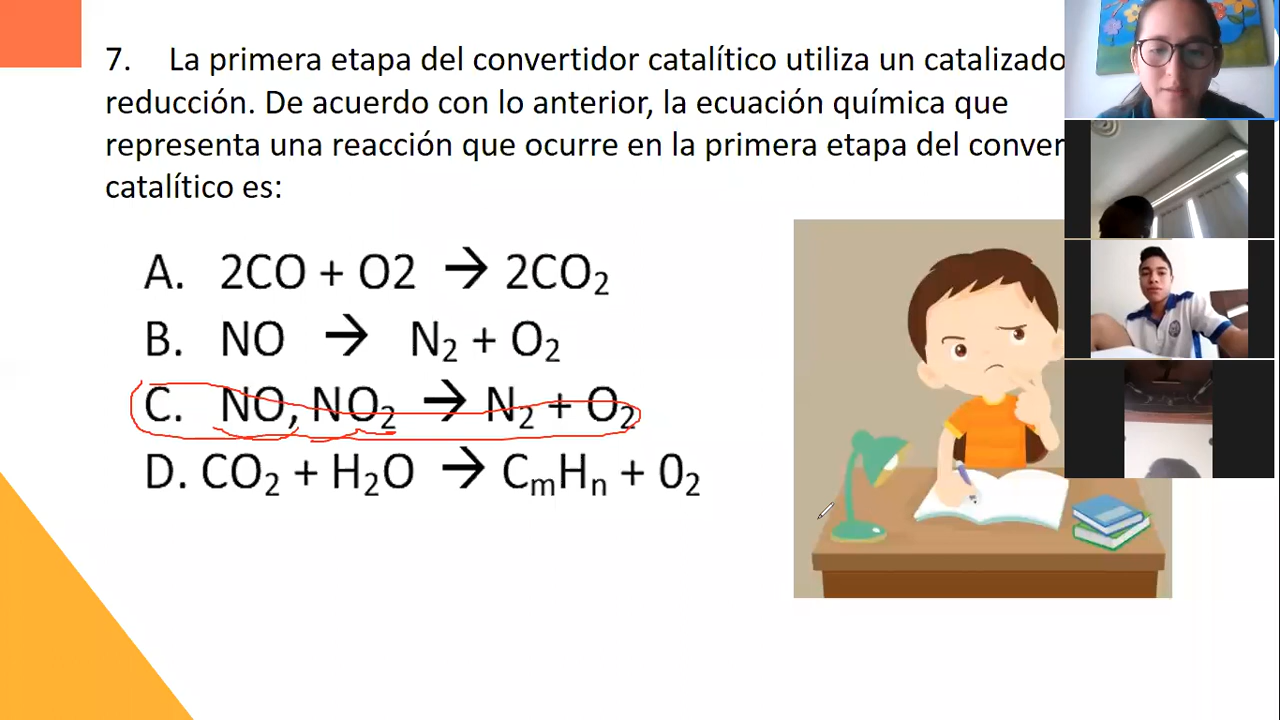 7. La primera etapa del convertidor catalítico utiliza un catalizado
reducción. De acuerdo con lo anterior, la ecuación química que
representa una reacción que ocurre en la primera etapa del conver
catalítico es:
A. 2CO + O2 → 2CO₂
B. NO → N₂ + O₂
C. NO, NO₂ → N₂ + O₂
D. CO₂ + H₂O → CₘHₙ + 0₂